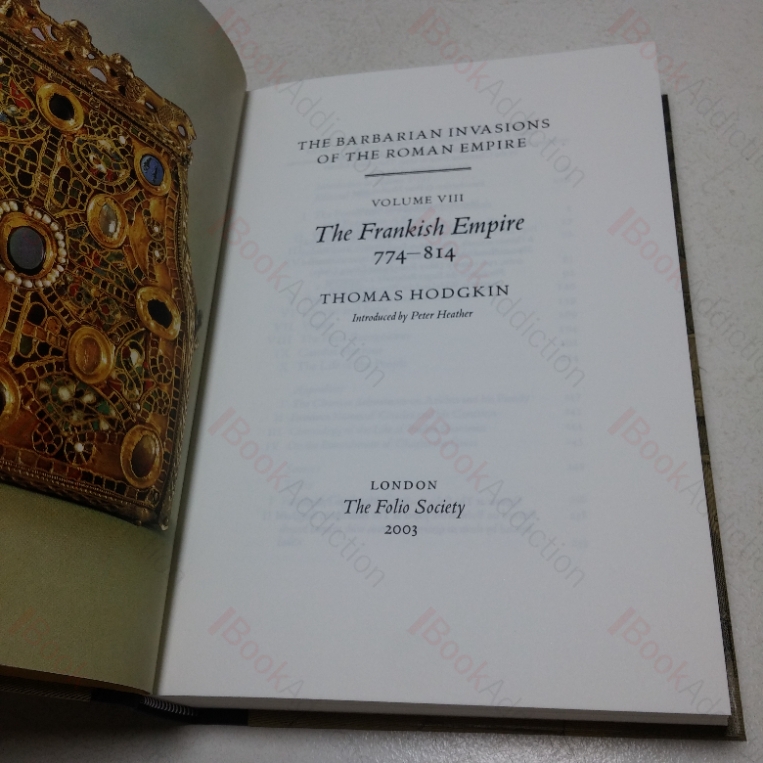 THE BARBARIAN INVASIONS
OF THE ROMAN EMPIRE
VOLUME VIII
The Frankish Empire
774–814
THOMAS HODGKIN
Introduced by Peter Heather
LONDON
The Folio Society
2003
BookAddiction